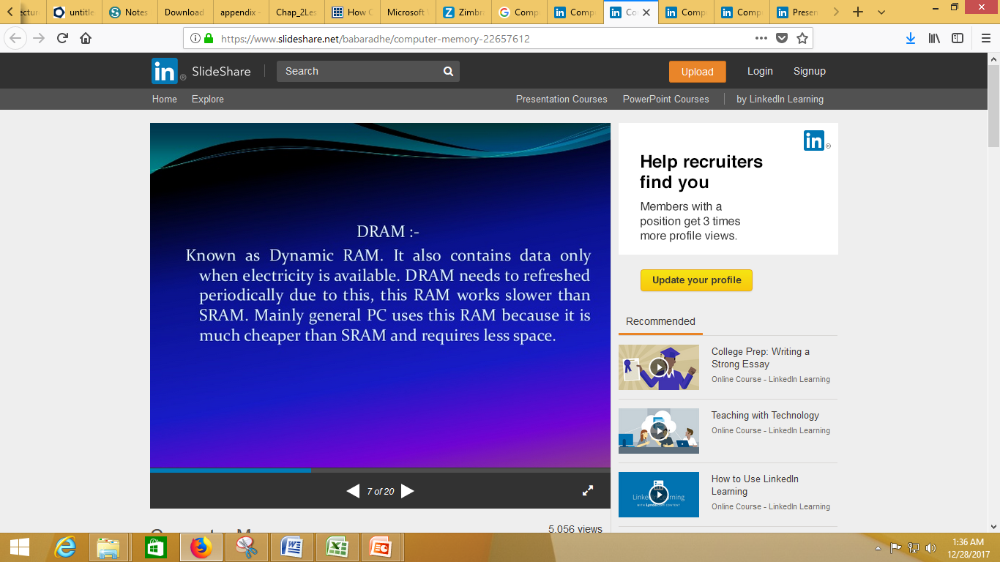 ectur
untitle
Notes
Download
appendix -
Chap_2Les
How C
Microsoft
Zimbra
Comp
Comp
Co
Comp
Comp
Presen
https://www.slideshare.net/babaradhe/computer-memory-22657612
in ® SlideShare
Search
Upload
Login
Signup
Home
Explore
Presentation Courses
PowerPoint Courses
by LinkedIn Learning
DRAM :-
Known as Dynamic RAM. It also contains data only
when electricity is available. DRAM needs to refreshed
periodically due to this, this RAM works slower than
SRAM. Mainly general PC uses this RAM because it is
much cheaper than SRAM and requires less space.
7 of 20
5,056 views
in ®
Help recruiters
find you
Members with a
position get 3 times
more profile views.
Update your profile
Recommended
College Prep: Writing a
Strong Essay
Online Course - LinkedIn Learning
Teaching with Technology
Online Course - LinkedIn Learning
How to Use LinkedIn
Learning
Online Course - LinkedIn Learning
1:36 AM
12/28/2017